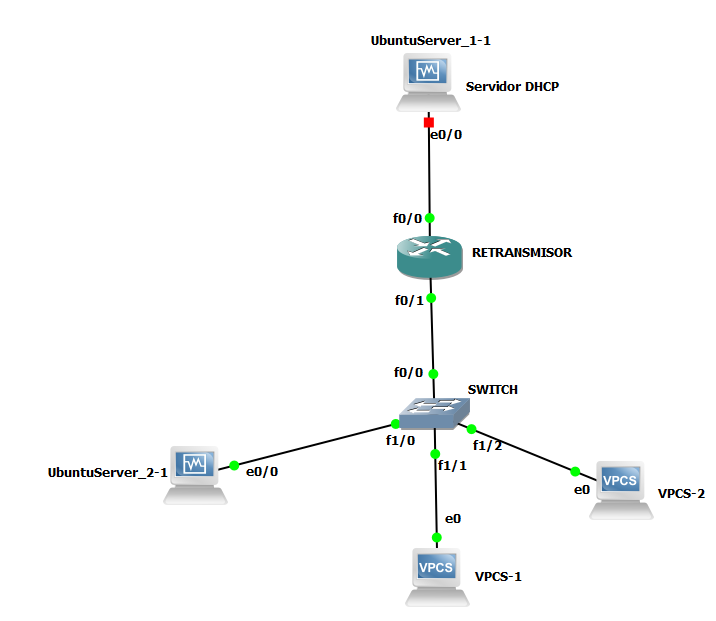 UbuntuServer_1-1
Servidor DHCP
e0/0
f0/0
RETRANSMISOR
f0/1
f0/0
SWITCH
f1/0
f1/2
f1/1
UbuntuServer_2-1
e0/0
VPCS
e0
VPCS-2
e0
VPCS
VPCS-1